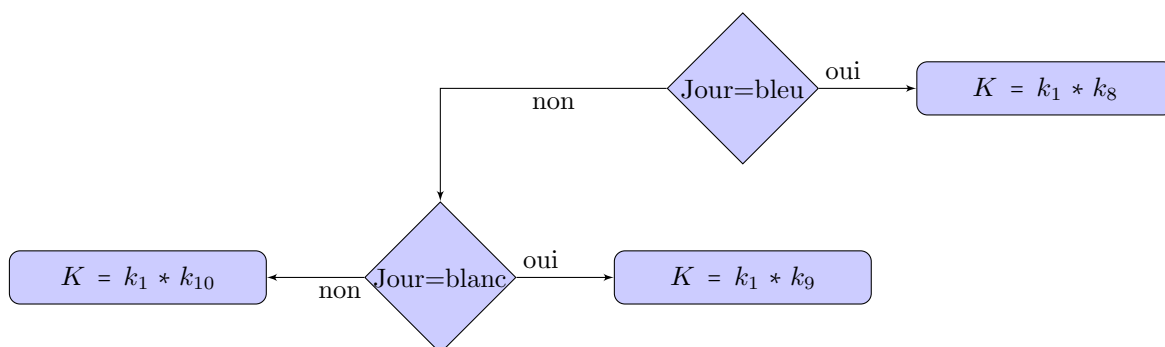 Jour=bleu
oui
K = k₁ * k₈
non
Jour=blanc
oui
K = k₁ * k₉
non
K = k₁ * k₁₀